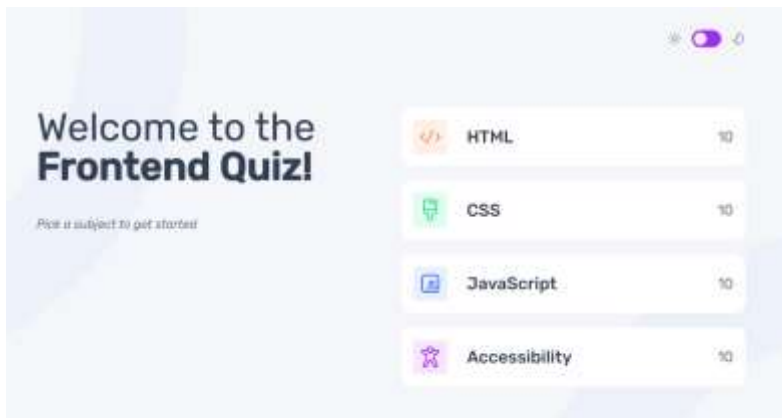 Welcome to the
Frontend Quiz!
Pick a subject to get started
HTML 10
CSS 10
JavaScript 10
Accessibility 10